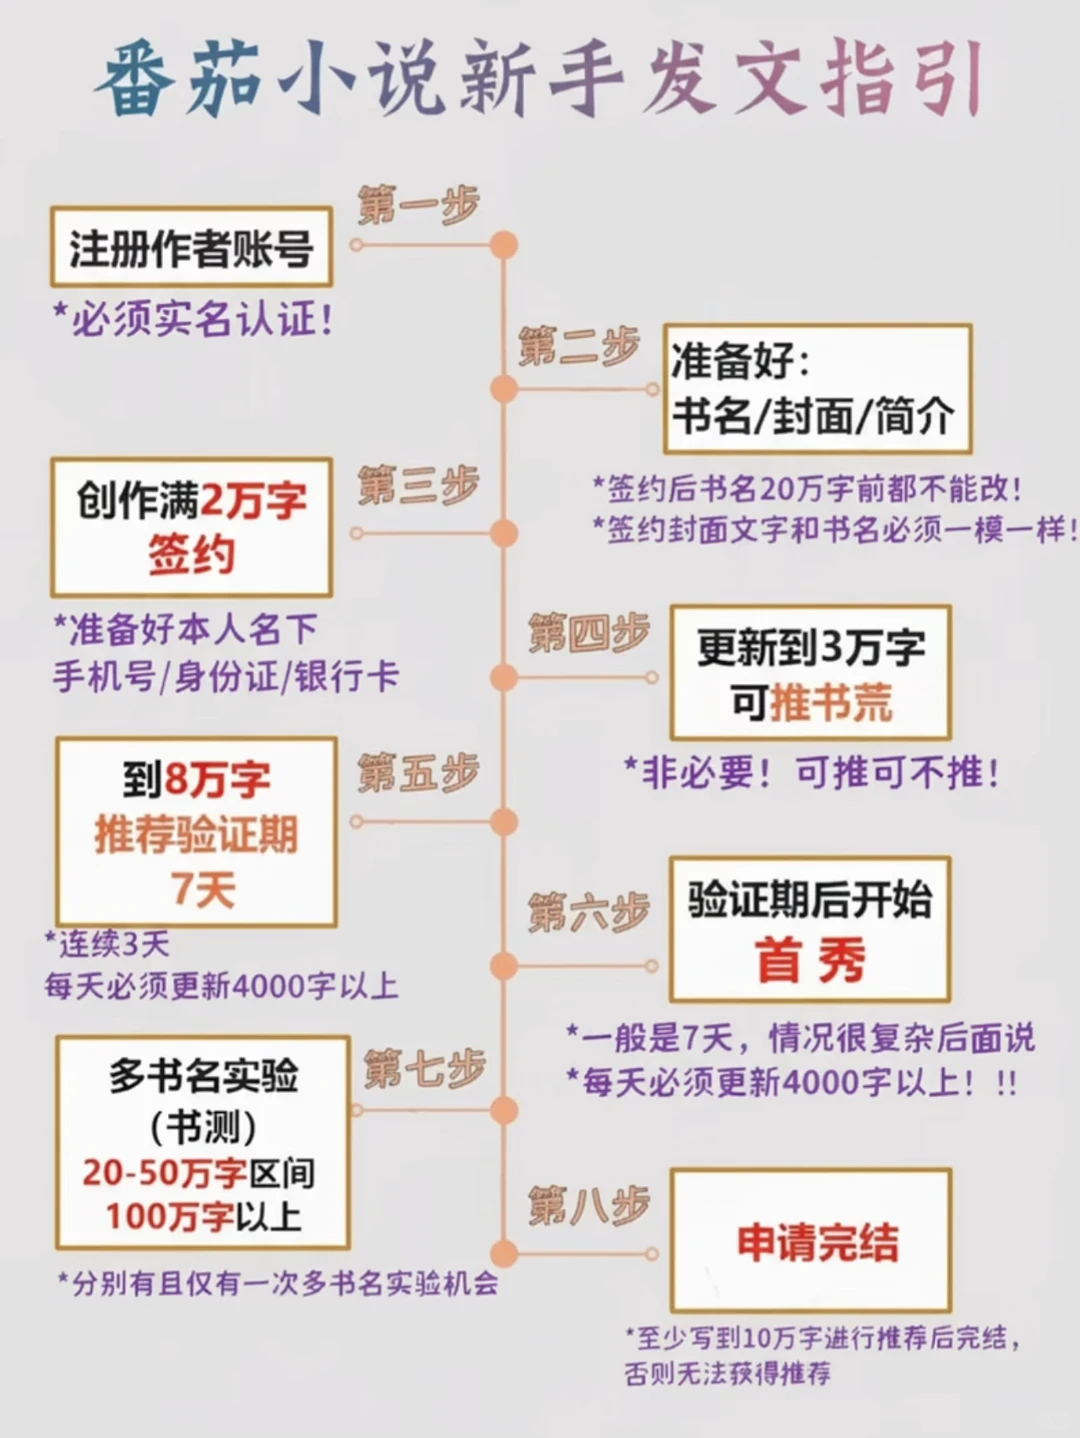 番茄小说新手发文指引
第一步
注册作者账号
*必须实名认证!
第二步
准备好:
书名/封面/简介
*签约后书名20万字前都不能改!
*签约封面文字和书名必须一模一样!
第三步
创作满2万字
签约
*准备好本人名下
手机号/身份证/银行卡
第四步
更新到3万字
可推书荒
*非必要! 可推可不推!
第五步
到8万字
推荐验证期
7天
*连续3天
每天必须更新4000字以上
第六步
验证期后开始
首秀
*一般是7天，情况很复杂后面说
*每天必须更新4000字以上! !!
第七步
多书名实验
(书测)
20-50万字区间
100万字以上
*分别有且仅有一次多书名实验机会
第八步
申请完结
*至少写到10万字进行推荐后完结，
否则无法获得推荐